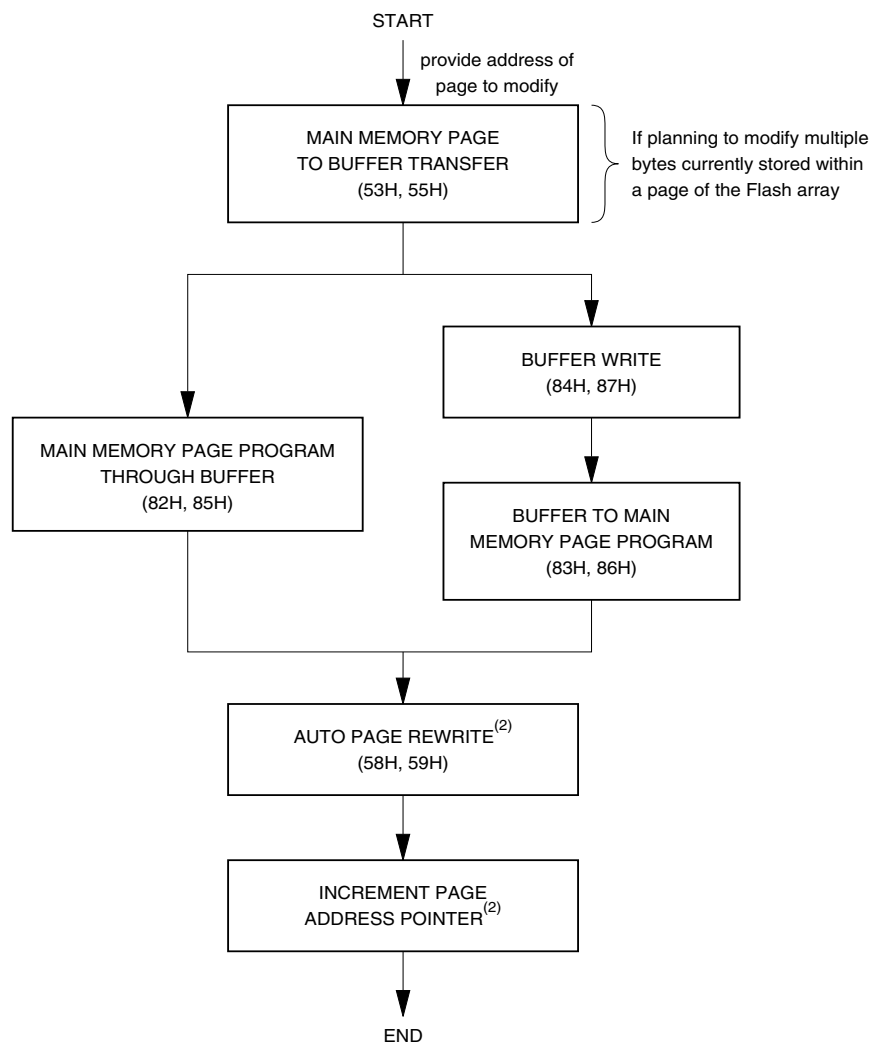 START
provide address of
page to modify
MAIN MEMORY PAGE
TO BUFFER TRANSFER
(53H, 55H)
If planning to modify multiple
bytes currently stored within
a page of the Flash array
BUFFER WRITE
(84H, 87H)
MAIN MEMORY PAGE PROGRAM
THROUGH BUFFER
(82H, 85H)
BUFFER TO MAIN
MEMORY PAGE PROGRAM
(83H, 86H)
AUTO PAGE REWRITE(2)
(58H, 59H)
INCREMENT PAGE
ADDRESS POINTER(2)
END